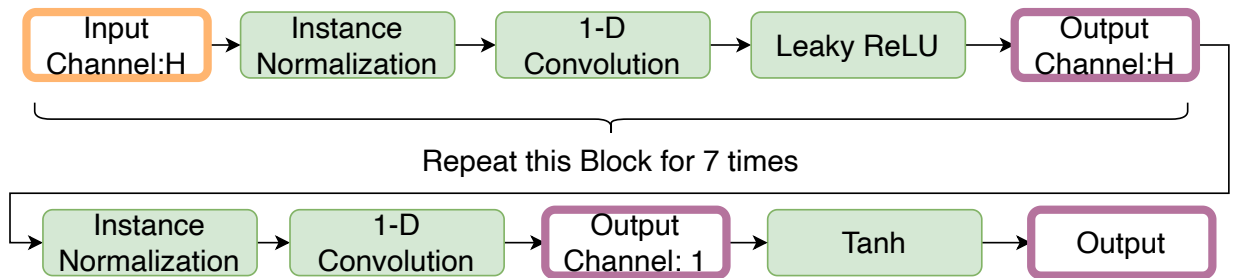 Input
Channel:H
Instance
Normalization
1-D
Convolution
Leaky ReLU
Output
Channel:H
Repeat this Block for 7 times
Instance
Normalization
1-D
Convolution
Output
Channel: 1
Tanh
Output